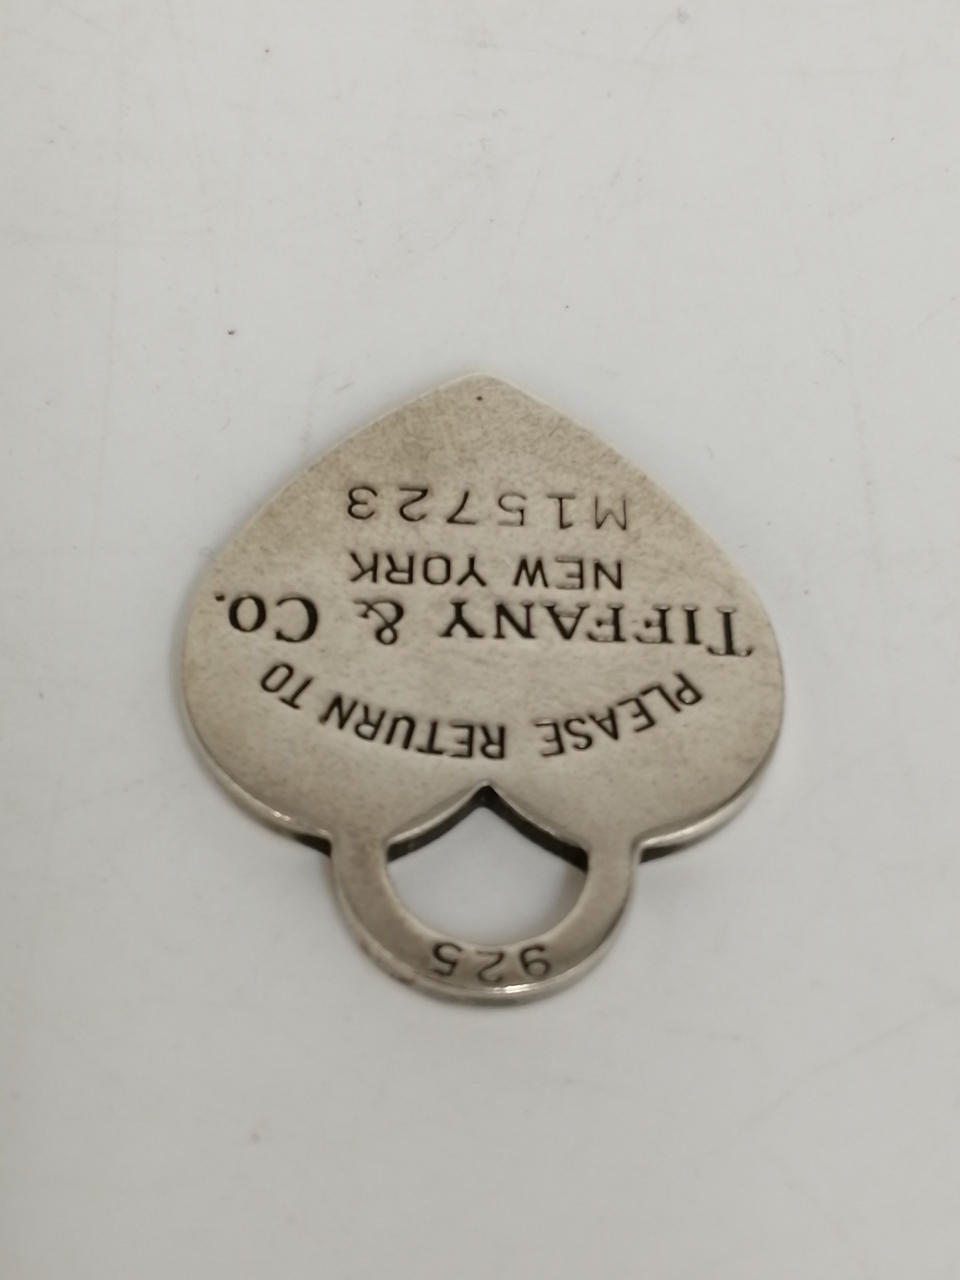 925
PLEASE RETURN TO
TIFFANY & CO.
NEW YORK
M15723